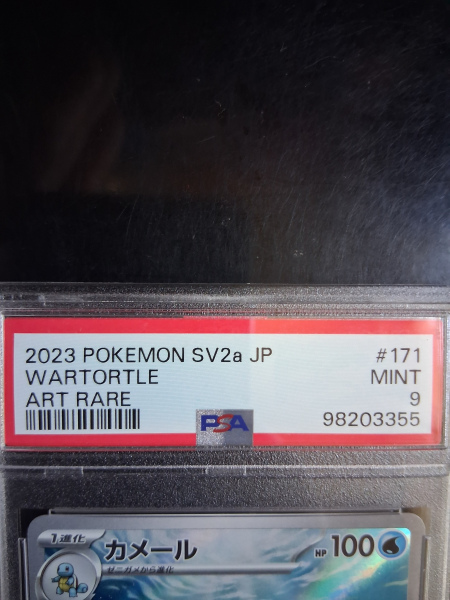 2023 POKEMON SV2a JP #171
WARTORTLE MINT
ART RARE 9
PSA 98203355
1進化 カメール HP 100
ゼニガメから進化